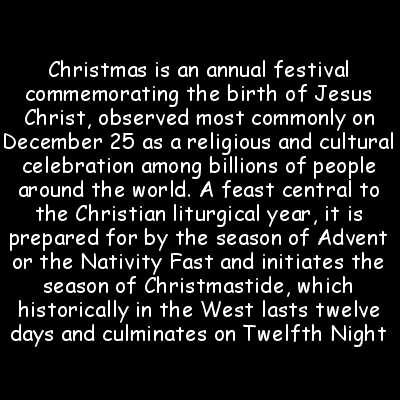 Christmas is an annual festival
commemorating the birth of Jesus
Christ, observed most commonly on
December 25 as a religious and cultural
celebration among billions of people
around the world. A feast central to
the Christian liturgical year, it is
prepared for by the season of Advent
or the Nativity Fast and initiates the
season of Christmastide, which
historically in the West lasts twelve
days and culminates on Twelfth Night